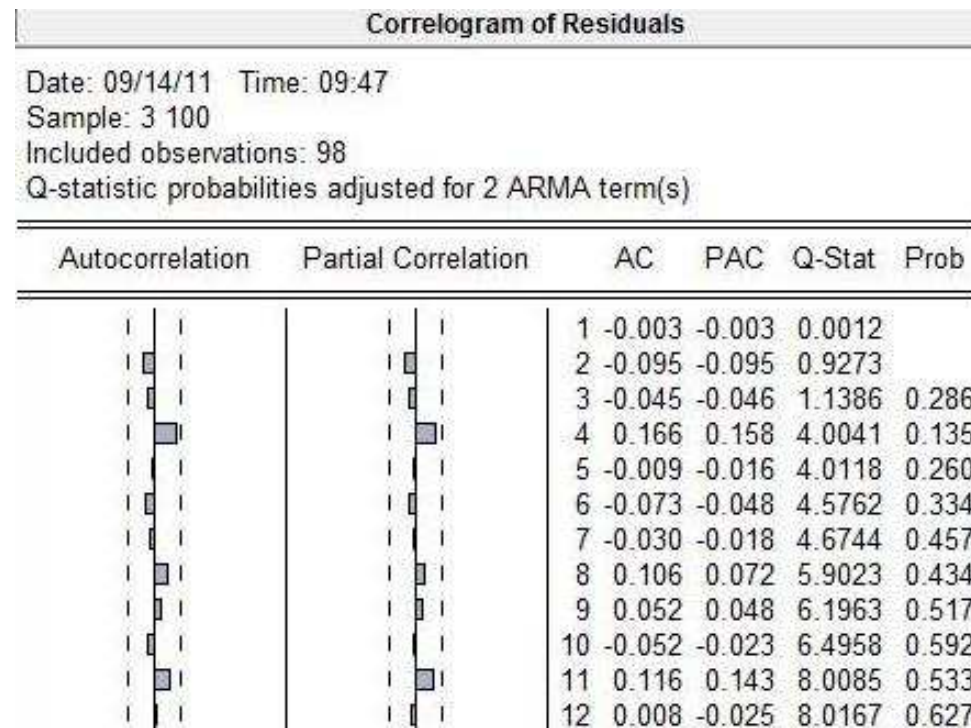 Correlogram of Residuals
Date: 09/14/11 Time: 09:47
Sample: 3 100
Included observations: 98
Q-statistic probabilities adjusted for 2 ARMA term(s)
Autocorrelation Partial Correlation AC PAC Q-Stat Prob
1 -0.003 -0.003 0.0012
2 -0.095 -0.095 0.9273
3 -0.045 -0.046 1.1386 0.286
4 0.166 0.158 4.0041 0.135
5 -0.009 -0.016 4.0118 0.260
6 -0.073 -0.048 4.5762 0.334
7 -0.030 -0.018 4.6744 0.457
8 0.106 0.072 5.9023 0.434
9 0.052 0.048 6.1963 0.517
10 -0.052 -0.023 6.4958 0.592
11 0.116 0.143 8.0085 0.533
12 0.008 -0.025 8.0167 0.627